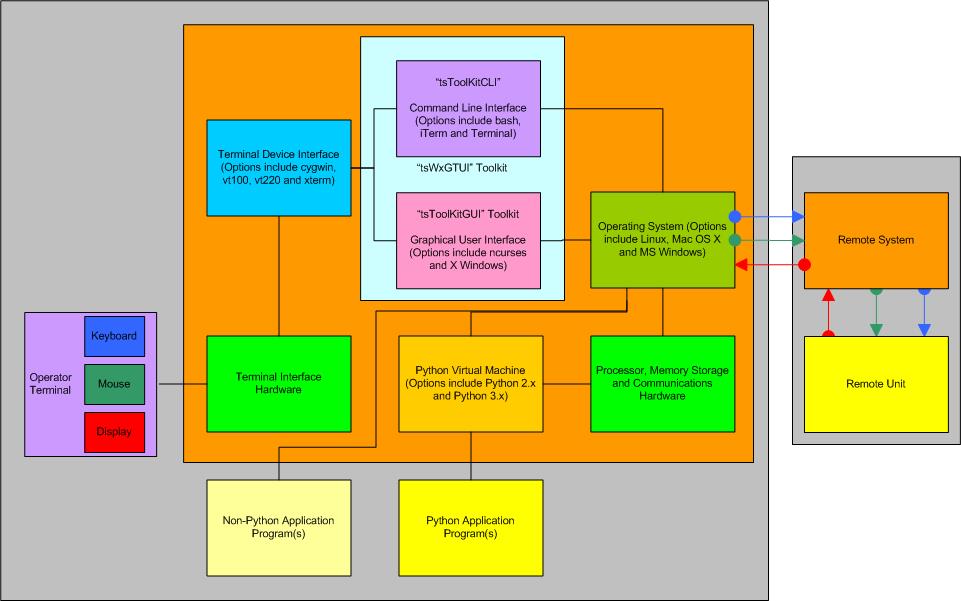 “tsToolKitCLI”
Command Line Interface
(Options include bash,
iTerm and Terminal)
Terminal Device Interface
(Options include cygwin,
vt100, vt220 and xterm)
“tsWxGTUI” Toolkit
“tsToolKitGUI” Toolkit
Graphical User Interface
(Options include ncurses
and X Windows)
Operating System (Options
include Linux, Mac OS X
and MS Windows)
Remote System
Operator
Terminal
Keyboard
Mouse
Display
Terminal Interface
Hardware
Python Virtual Machine
(Options include Python 2.x
and Python 3.x)
Processor, Memory Storage
and Communications
Hardware
Remote Unit
Non-Python Application
Program(s)
Python Application
Program(s)